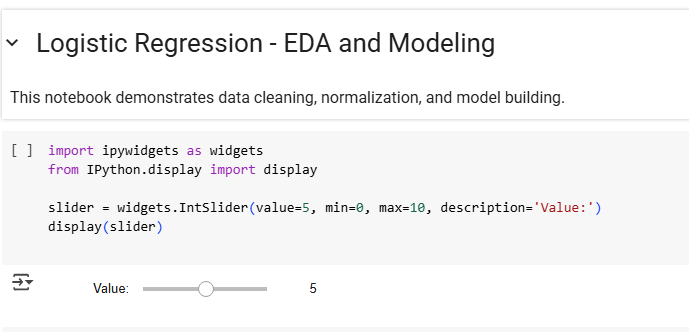 Logistic Regression - EDA and Modeling
This notebook demonstrates data cleaning, normalization, and model building.
[ ] import ipywidgets as widgets
from IPython.display import display
slider = widgets.IntSlider(value=5, min=0, max=10, description='Value:')
display(slider)
Value: 5